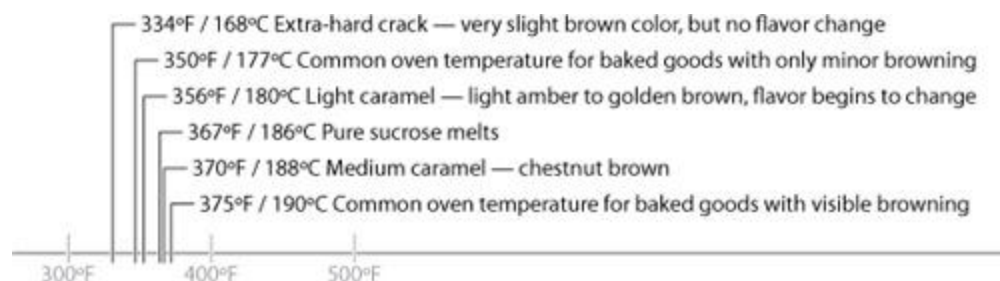 334ºF / 168ºC Extra-hard crack — very slight brown color, but no flavor change
350ºF / 177ºC Common oven temperature for baked goods with only minor browning
356ºF / 180ºC Light caramel — light amber to golden brown, flavor begins to change
367ºF / 186ºC Pure sucrose melts
370ºF / 188ºC Medium caramel — chestnut brown
375ºF / 190ºC Common oven temperature for baked goods with visible browning
300ºF 400ºF 500ºF